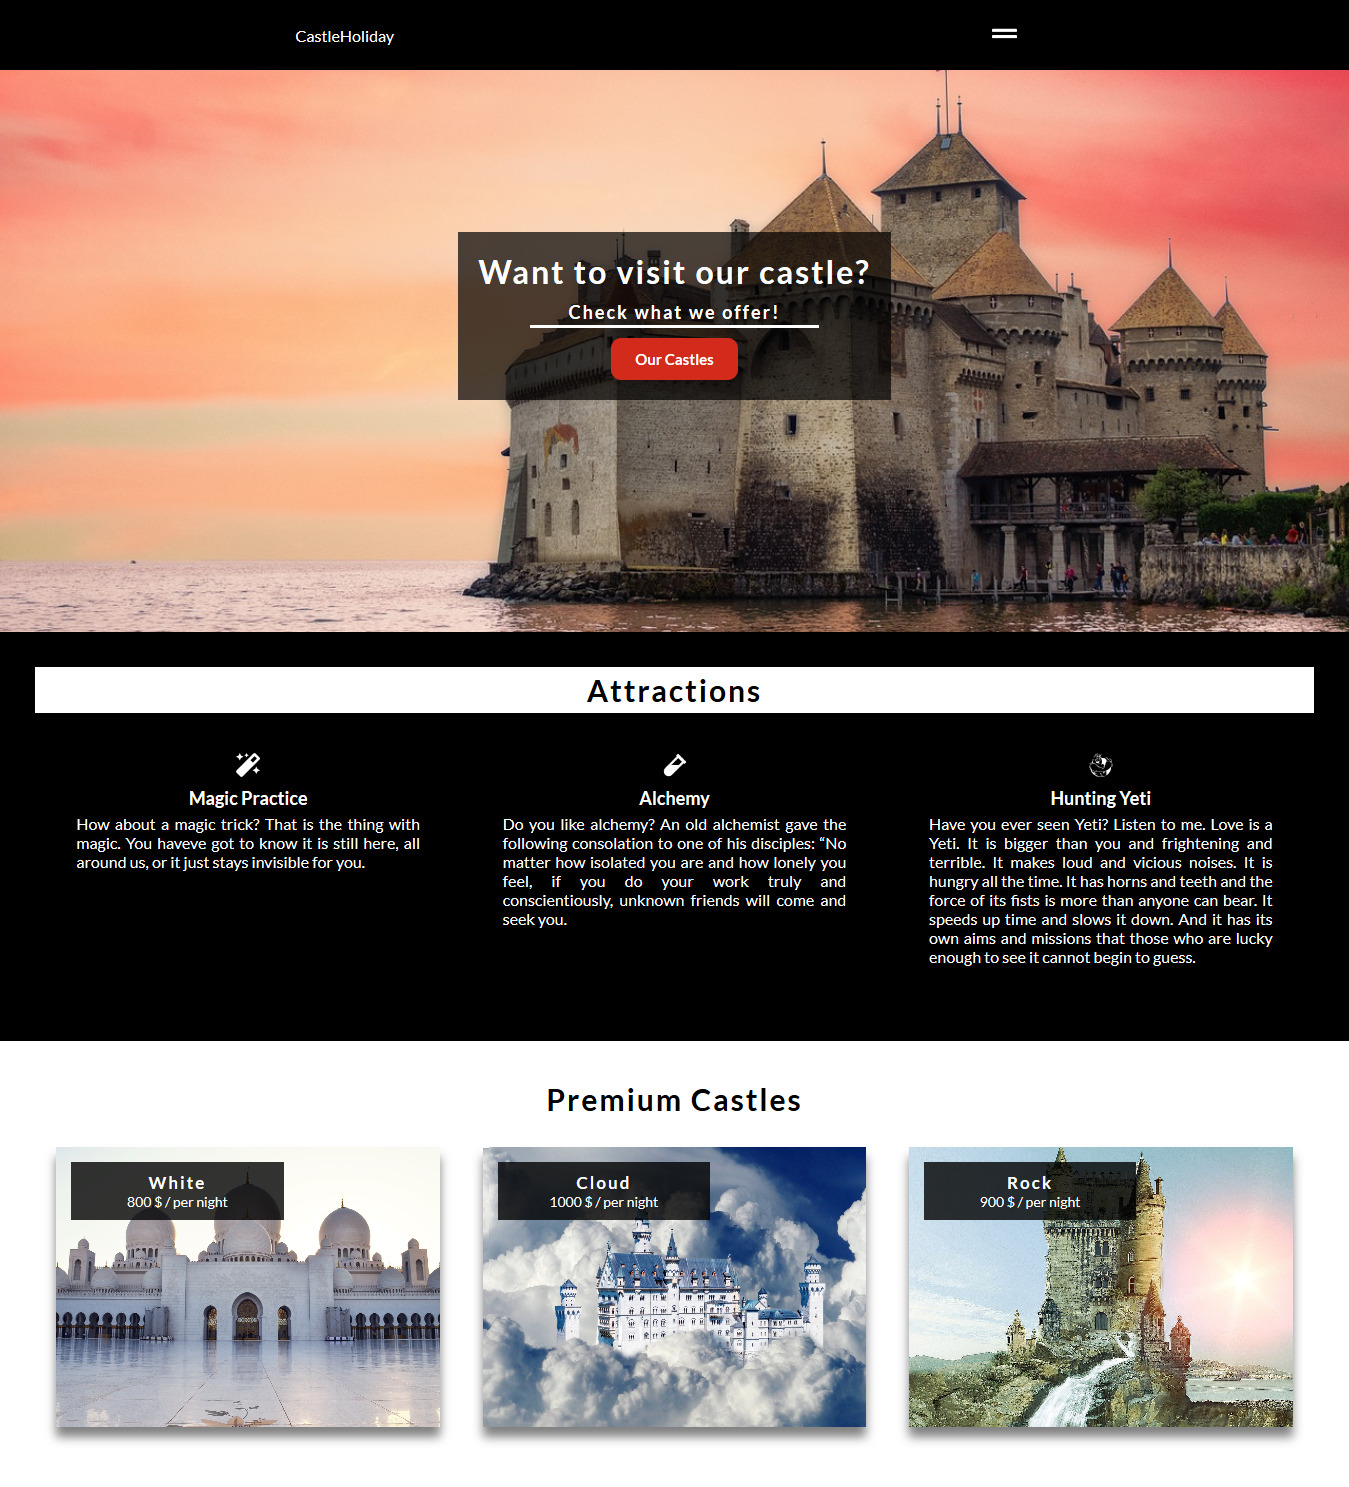 CastleHoliday
Want to visit our castle?
Check what we offer!
Our Castles
Attractions
Magic Practice
How about a magic trick? That is the thing with
magic. You haveve got to know it is still here, all
around us, or it just stays invisible for you.
Alchemy
Do you like alchemy? An old alchemist gave the
following consolation to one of his disciples: “No
matter how isolated you are and how lonely you
feel, if you do your work truly and
conscientiously, unknown friends will come and
seek you.
Hunting Yeti
Have you ever seen Yeti? Listen to me. Love is a
Yeti. It is bigger than you and frightening and
terrible. It makes loud and vicious noises. It is
hungry all the time. It has horns and teeth and the
force of its fists is more than anyone can bear. It
speeds up time and slows it down. And it has its
own aims and missions that those who are lucky
enough to see it cannot begin to guess.
Premium Castles
White
800 $ / per night
Cloud
1000 $ / per night
Rock
900 $ / per night